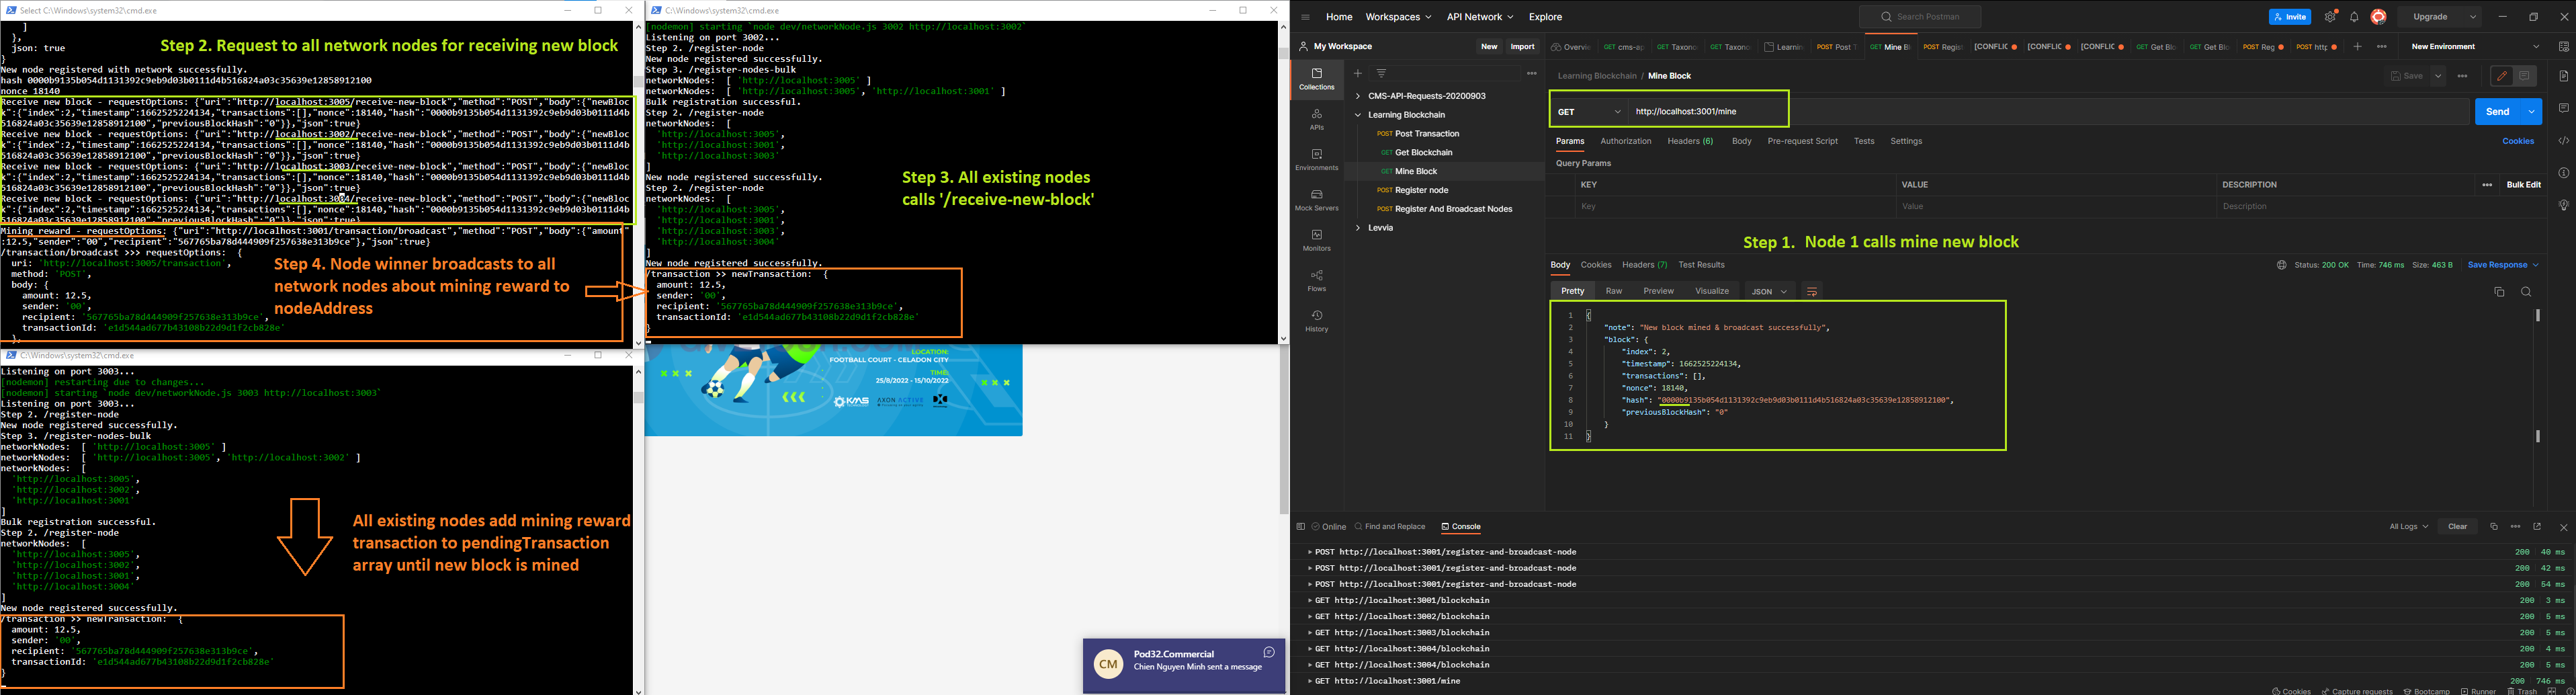 Select C:\Windows\system32\cmd.exe
]
},
json: true
}
Step 2. Request to all network nodes for receiving new block
New node registered with network successfully.
hash 0000b9135b054d1131392c9eb9d03b0111d4b516824a03c35639e12858912100
nonce 18140
Receive new block - requestOptions: {"uri":"http://localhost:3005/receive-new-block","method":"POST","body":{"newBloc
k":{"index":2,"timestamp":1662525224134,"transactions":[],"nonce":18140,"hash":"0000b9135b054d1131392c9eb9d03b0111d4b
516824a03c35639e12858912100","previousBlockHash":"0"}},"json":true}
Receive new block - requestOptions: {"uri":"http://localhost:3002/receive-new-block","method":"POST","body":{"newBloc
k":{"index":2,"timestamp":1662525224134,"transactions":[],"nonce":18140,"hash":"0000b9135b054d1131392c9eb9d03b0111d4b
516824a03c35639e12858912100","previousBlockHash":"0"}},"json":true}
Receive new block - requestOptions: {"uri":"http://localhost:3003/receive-new-block","method":"POST","body":{"newBloc
k":{"index":2,"timestamp":1662525224134,"transactions":[],"nonce":18140,"hash":"0000b9135b054d1131392c9eb9d03b0111d4b
516824a03c35639e12858912100","previousBlockHash":"0"}},"json":true}
Receive new block - requestOptions: {"uri":"http://localhost:3004/receive-new-block","method":"POST","body":{"newBloc
k":{"index":2,"timestamp":1662525224134,"transactions":[],"nonce":18140,"hash":"0000b9135b054d1131392c9eb9d03b0111d4b
516824a03c35639e12858912100","previousBlockHash":"0"}},"json":true}
Mining reward - requestOptions: {"uri":"http://localhost:3001/transaction/broadcast","method":"POST","body":{"amount"
:12.5,"sender":"00","recipient":"567765ba78d444909f257638e313b9ce"},"json":true}
/transaction/broadcast >>> requestOptions:  {
uri: 'http://localhost:3005/transaction',
method: 'POST',
body: {
amount: 12.5,
sender: '00',
recipient: '567765ba78d444909f257638e313b9ce',
transactionId: 'e1d544ad677b43108b22d9d1f2cb828e'
},
Step 4. Node winner broadcasts to all
network nodes about mining reward to
nodeAddress
C:\Windows\system32\cmd.exe
[nodemon] starting `node dev/networkNode.js 3002 http://localhost:3002`
Listening on port 3002...
Step 2. /register-node
New node registered successfully.
Step 3. /register-nodes-bulk
networkNodes:  [ 'http://localhost:3005' ]
networkNodes:  [ 'http://localhost:3005', 'http://localhost:3001' ]
Bulk registration successful.
Step 2. /register-node
networkNodes:  [
'http://localhost:3005',
'http://localhost:3001',
'http://localhost:3003'
]
New node registered successfully.
Step 2. /register-node
networkNodes:  [
'http://localhost:3005',
'http://localhost:3001',
'http://localhost:3003',
'http://localhost:3004'
]
New node registered successfully.
/transaction >> newTransaction:  {
amount: 12.5,
sender: '00',
recipient: '567765ba78d444909f257638e313b9ce',
transactionId: 'e1d544ad677b43108b22d9d1f2cb828e'
}
Step 3. All existing nodes
calls '/receive-new-block'
C:\Windows\system32\cmd.exe
Listening on port 3003...
[nodemon] restarting due to changes...
[nodemon] starting `node dev/networkNode.js 3003 http://localhost:3003`
Listening on port 3003...
Step 2. /register-node
New node registered successfully.
Step 3. /register-nodes-bulk
networkNodes:  [ 'http://localhost:3005' ]
networkNodes:  [ 'http://localhost:3005', 'http://localhost:3002' ]
networkNodes:  [
'http://localhost:3005',
'http://localhost:3002',
'http://localhost:3001'
]
Bulk registration successful.
Step 2. /register-node
networkNodes:  [
'http://localhost:3005',
'http://localhost:3002',
'http://localhost:3001',
'http://localhost:3004'
]
New node registered successfully.
/transaction >> newTransaction:  {
amount: 12.5,
sender: '00',
recipient: '567765ba78d444909f257638e313b9ce',
transactionId: 'e1d544ad677b43108b22d9d1f2cb828e'
}
All existing nodes add mining reward
transaction to pendingTransaction
array until new block is mined
LOCATION:
FOOTBALL COURT - CELADON CITY
TIME:
25/8/2022 - 15/10/2022
KMS
AXON ACTIVE
CM
Pod32.Commercial
Chien Nguyen Minh sent a message
Home Workspaces API Network Explore
Search Postman
Invite
Upgrade
My Workspace
New Import
Overvie
GET cms-ap
GET Taxono
GET Taxono
Learnin
POST Post T
GET Mine Bl
POST Regist
[CONFLIC
[CONFLIC
[CONFLIC
GET Get Blo
GET Get Blo
POST Reg
POST http
New Environment
Collections
APIs
Environments
Mock Servers
Monitors
Flows
History
CMS-API-Requests-20200903
Learning Blockchain
POST Post Transaction
GET Get Blockchain
GET Mine Block
POST Register node
POST Register And Broadcast Nodes
Levvia
Learning Blockchain / Mine Block
Save
GET http://localhost:3001/mine
Send
Params Authorization Headers (6) Body Pre-request Script Tests Settings
Cookies
Query Params
KEY VALUE DESCRIPTION
Bulk Edit
Key Value Description
Step 1. Node 1 calls mine new block
Body Cookies Headers (7) Test Results
Status: 200 OK Time: 746 ms Size: 463 B Save Response
Pretty Raw Preview Visualize JSON
1 {
2 "note": "New block mined & broadcast successfully",
3 "block": {
4 "index": 2,
5 "timestamp": 1662525224134,
6 "transactions": [],
7 "nonce": 18140,
8 "hash": "0000b9135b054d1131392c9eb9d03b0111d4b516824a03c35639e12858912100",
9 "previousBlockHash": "0"
10 }
11 }
Online Find and Replace Console
All Logs Clear
POST http://localhost:3001/register-and-broadcast-node 200 40 ms
POST http://localhost:3001/register-and-broadcast-node 200 42 ms
POST http://localhost:3001/register-and-broadcast-node 200 54 ms
GET http://localhost:3001/blockchain 200 3 ms
GET http://localhost:3002/blockchain 200 5 ms
GET http://localhost:3003/blockchain 200 5 ms
GET http://localhost:3004/blockchain 200 4 ms
GET http://localhost:3004/blockchain 200 5 ms
GET http://localhost:3001/mine 200 746 ms
Cookies Capture requests Bootcamp Runner Trash